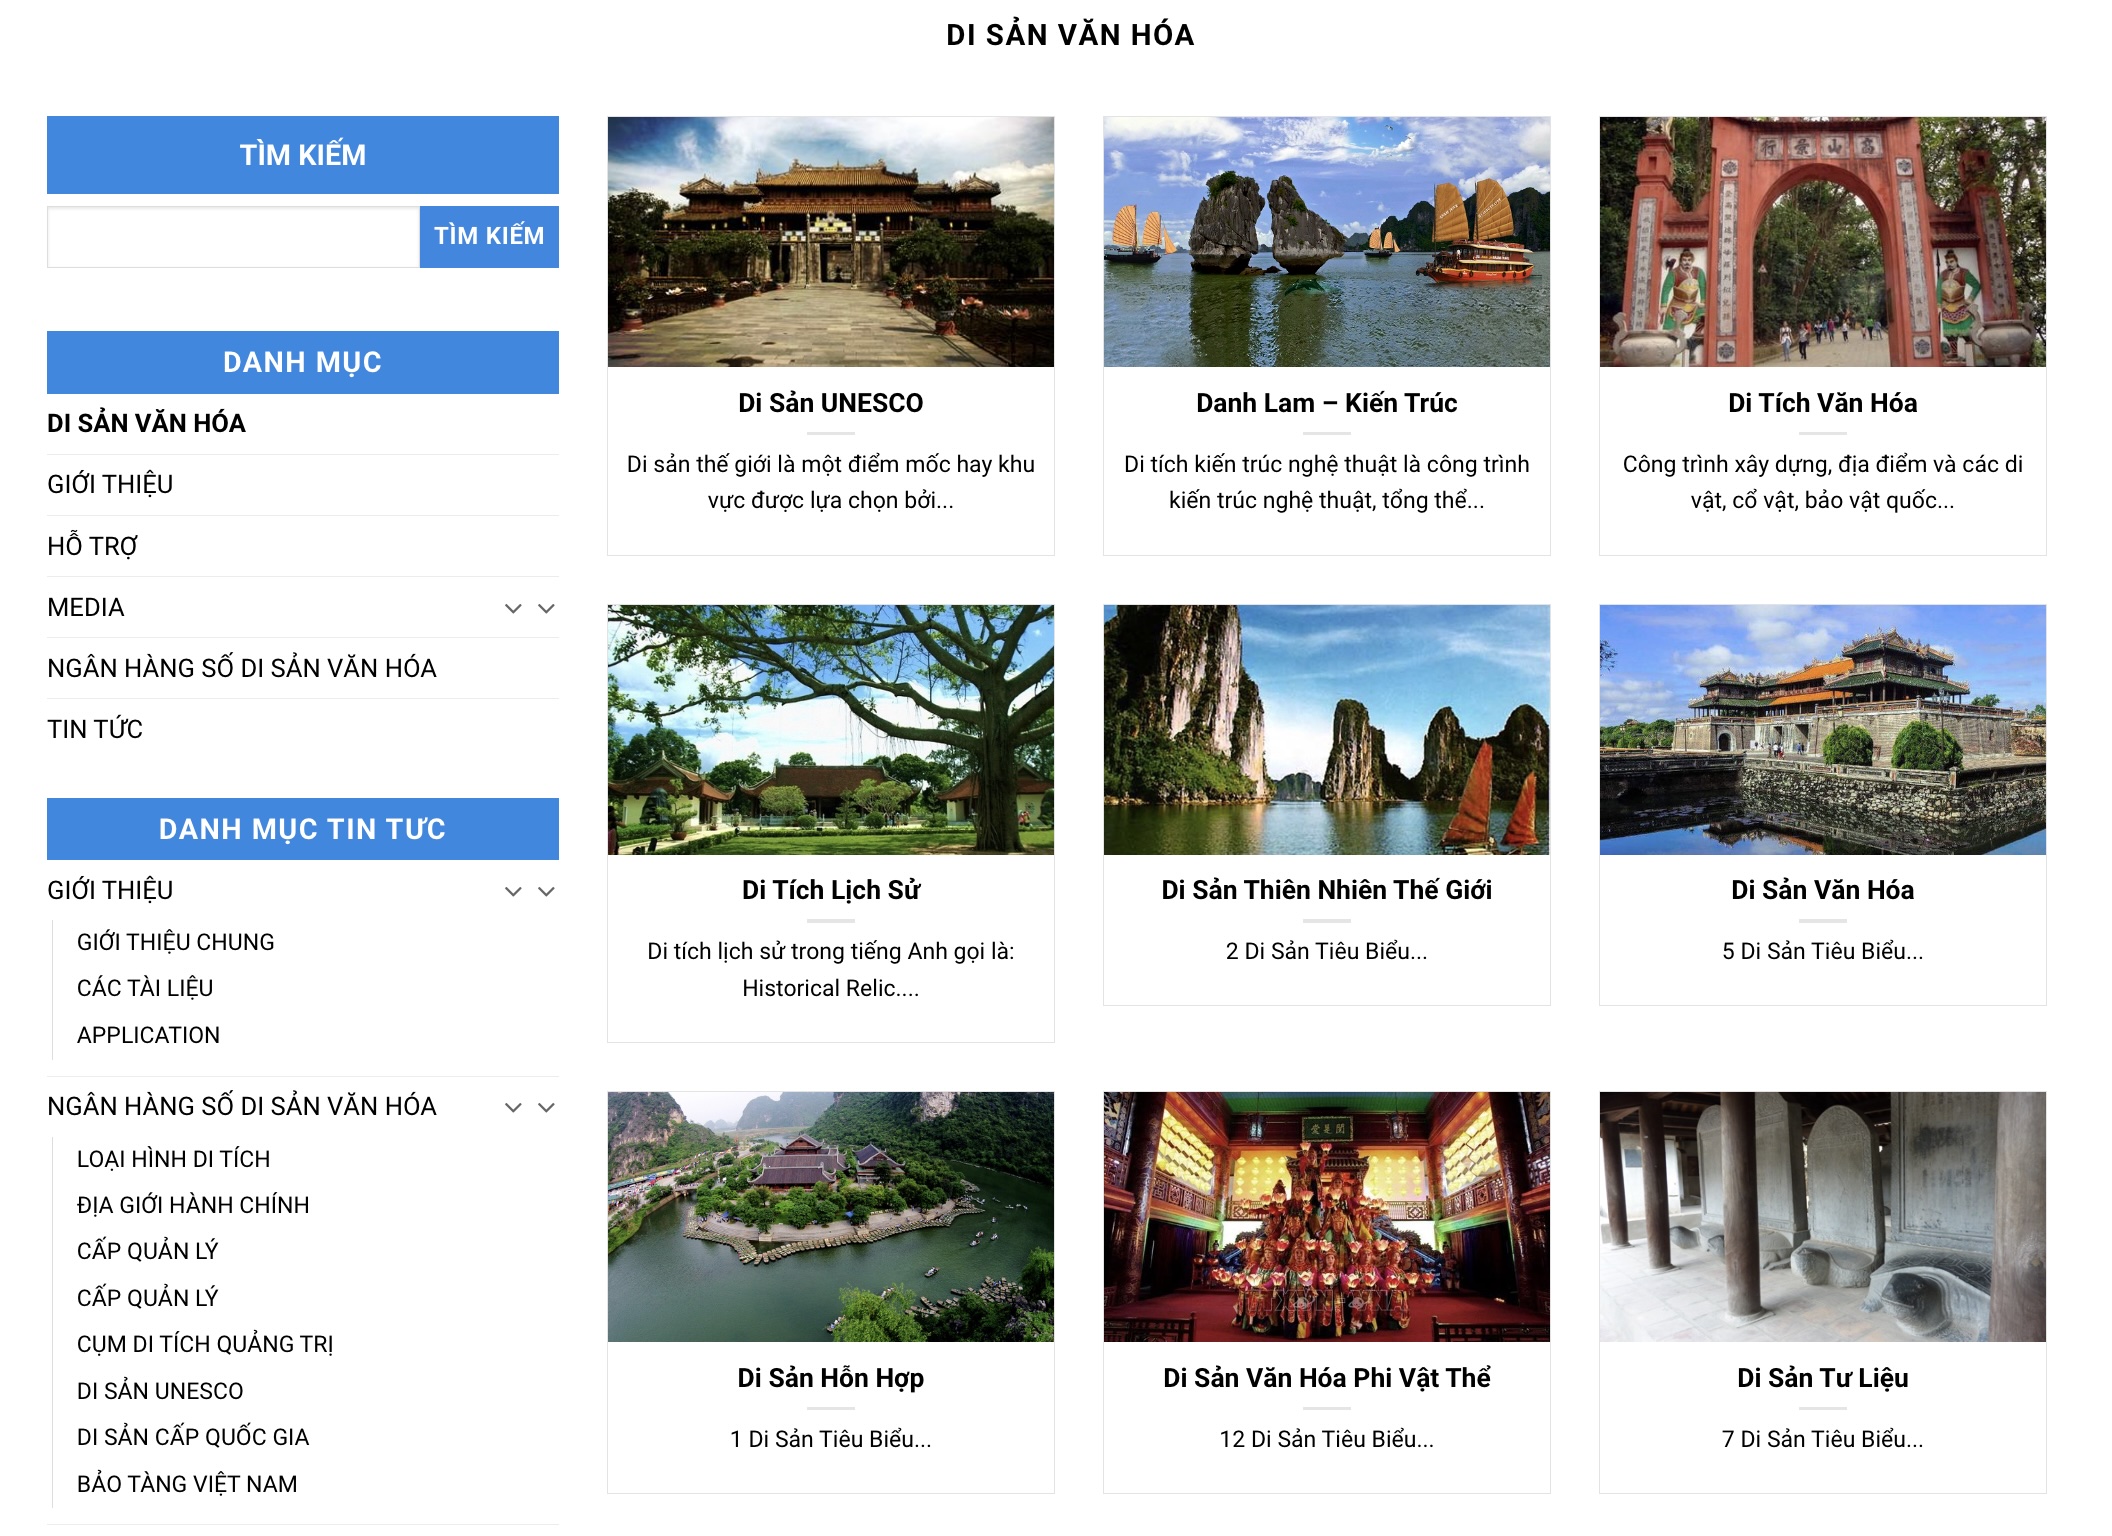 DI SẢN VĂN HÓA
TÌM KIẾM
TÌM KIẾM
DANH MỤC
DI SẢN VĂN HÓA
GIỚI THIỆU
HỖ TRỢ
MEDIA
NGÂN HÀNG SỐ DI SẢN VĂN HÓA
TIN TỨC
DANH MỤC TIN TƯC
GIỚI THIỆU
GIỚI THIỆU CHUNG
CÁC TÀI LIỆU
APPLICATION
NGÂN HÀNG SỐ DI SẢN VĂN HÓA
LOẠI HÌNH DI TÍCH
ĐỊA GIỚI HÀNH CHÍNH
CẤP QUẢN LÝ
CẤP QUẢN LÝ
CỤM DI TÍCH QUẢNG TRỊ
DI SẢN UNESCO
DI SẢN CẤP QUỐC GIA
BẢO TÀNG VIỆT NAM
Di Sản UNESCO
Di sản thế giới là một điểm mốc hay khu
vực được lựa chọn bởi...
Danh Lam – Kiến Trúc
Di tích kiến trúc nghệ thuật là công trình
kiến trúc nghệ thuật, tổng thể...
行景山高
Di Tích Văn Hóa
Công trình xây dựng, địa điểm và các di
vật, cổ vật, bảo vật quốc...
Di Tích Lịch Sử
Di tích lịch sử trong tiếng Anh gọi là:
Historical Relic....
Di Sản Thiên Nhiên Thế Giới
2 Di Sản Tiêu Biểu...
Di Sản Văn Hóa
5 Di Sản Tiêu Biểu...
Di Sản Hỗn Hợp
1 Di Sản Tiêu Biểu...
Di Sản Văn Hóa Phi Vật Thể
12 Di Sản Tiêu Biểu...
Di Sản Tư Liệu
7 Di Sản Tiêu Biểu...